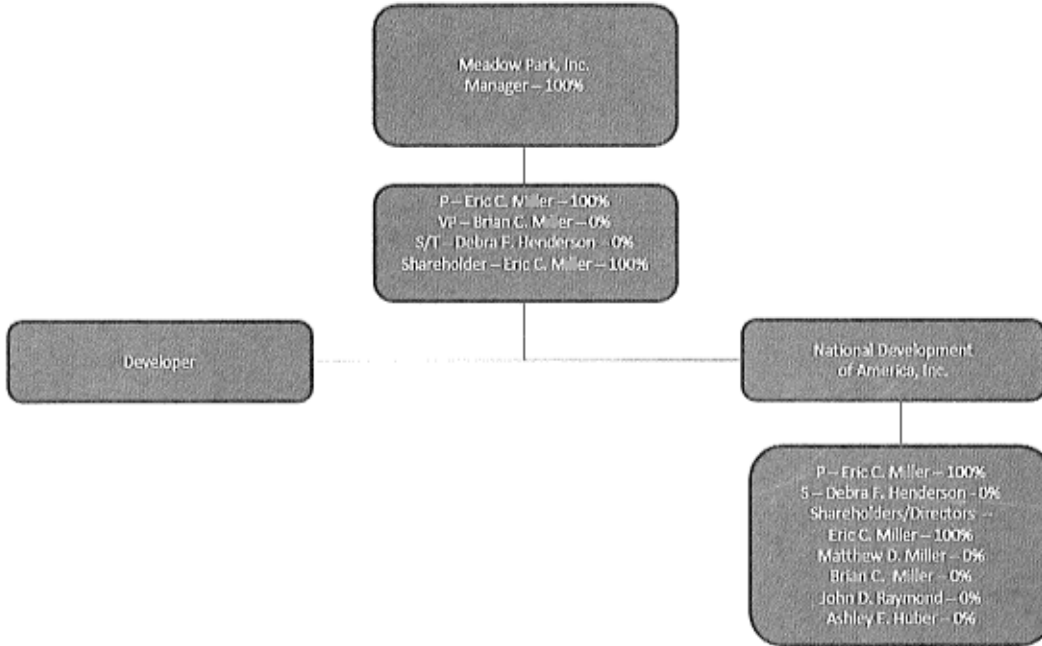 Meadow Park, Inc.
Manager – 100%
P – Eric C. Miller – 100%
VP – Brian C. Miller – 0%
S/T – Debra F. Henderson – 0%
Shareholder – Eric C. Miller – 100%
Developer
National Development
of America, Inc.
P – Eric C. Miller – 100%
S – Debra F. Henderson - 0%
Shareholders/Directors –
Eric C. Miller – 100%
Matthew D. Miller – 0%
Brian C. Miller – 0%
John D. Raymond – 0%
Ashley E. Huber – 0%